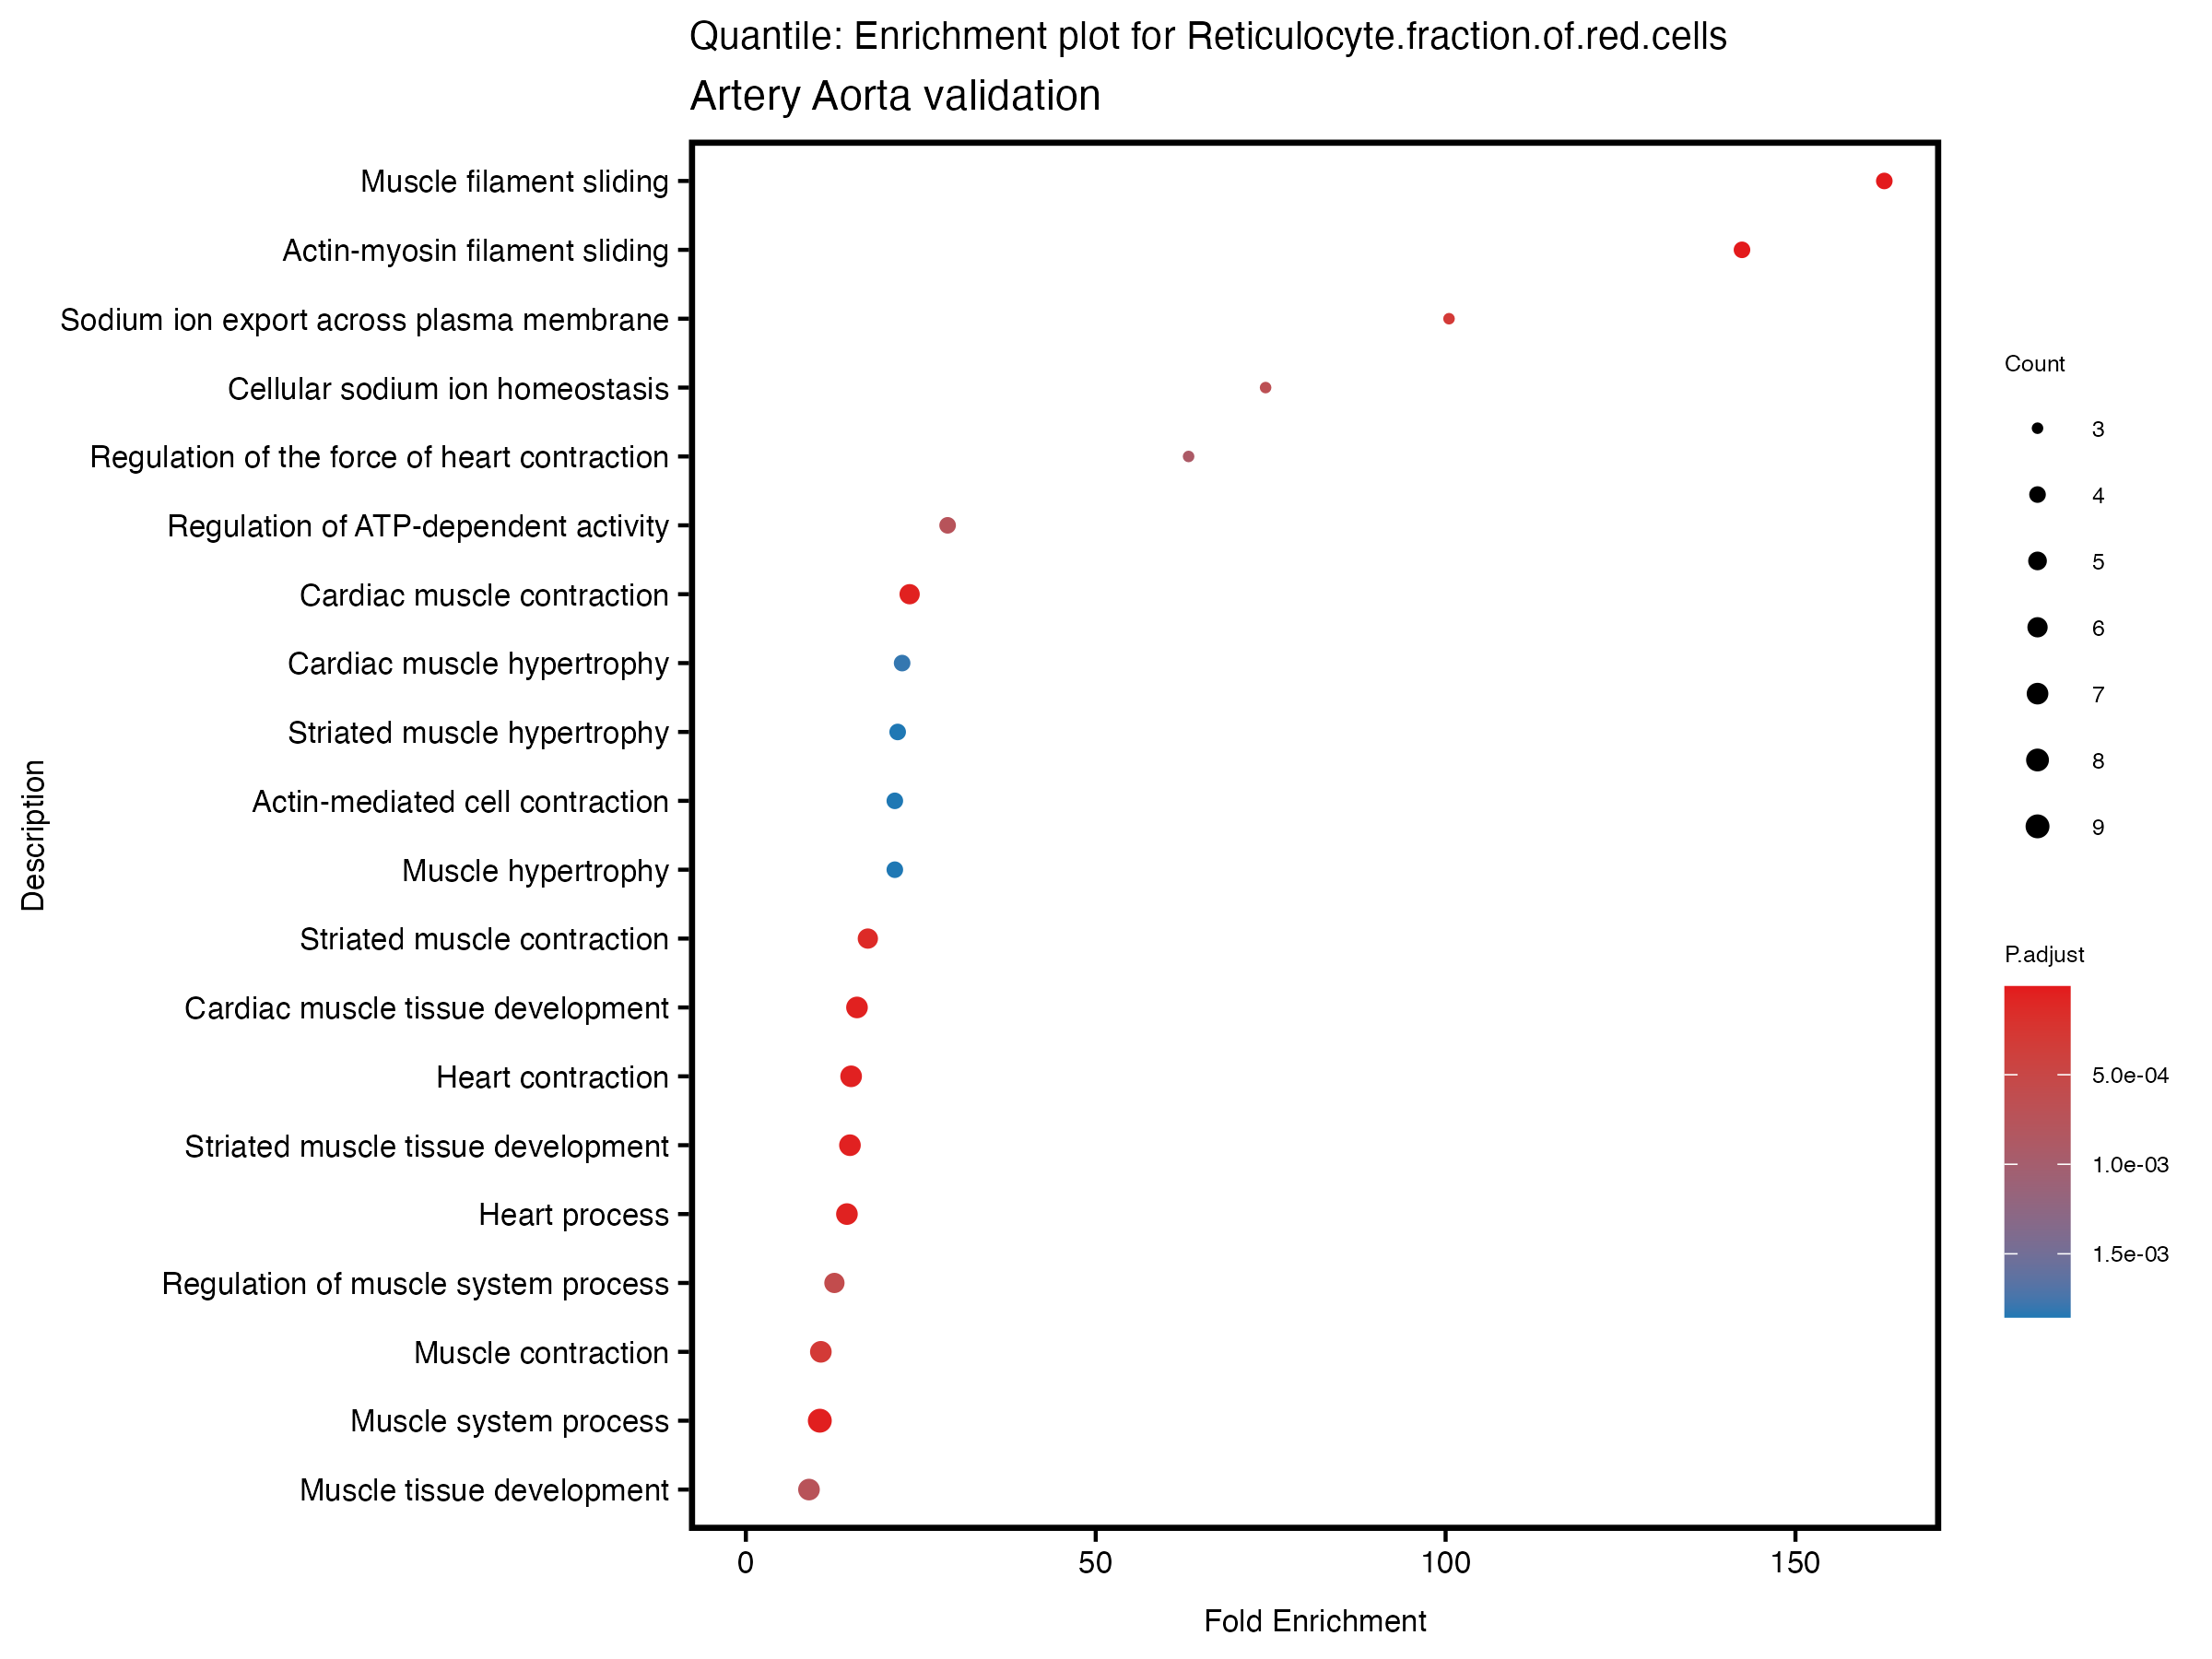 Quantile: Enrichment plot for Reticulocyte.fraction.of.red.cells
Artery Aorta validation
Description
Muscle filament sliding
Actin-myosin filament sliding
Sodium ion export across plasma membrane
Cellular sodium ion homeostasis
Regulation of the force of heart contraction
Regulation of ATP-dependent activity
Cardiac muscle contraction
Cardiac muscle hypertrophy
Striated muscle hypertrophy
Actin-mediated cell contraction
Muscle hypertrophy
Striated muscle contraction
Cardiac muscle tissue development
Heart contraction
Striated muscle tissue development
Heart process
Regulation of muscle system process
Muscle contraction
Muscle system process
Muscle tissue development
0 50 100 150
Fold Enrichment
Count
3
4
5
6
7
8
9
P.adjust
5.0e-04
1.0e-03
1.5e-03